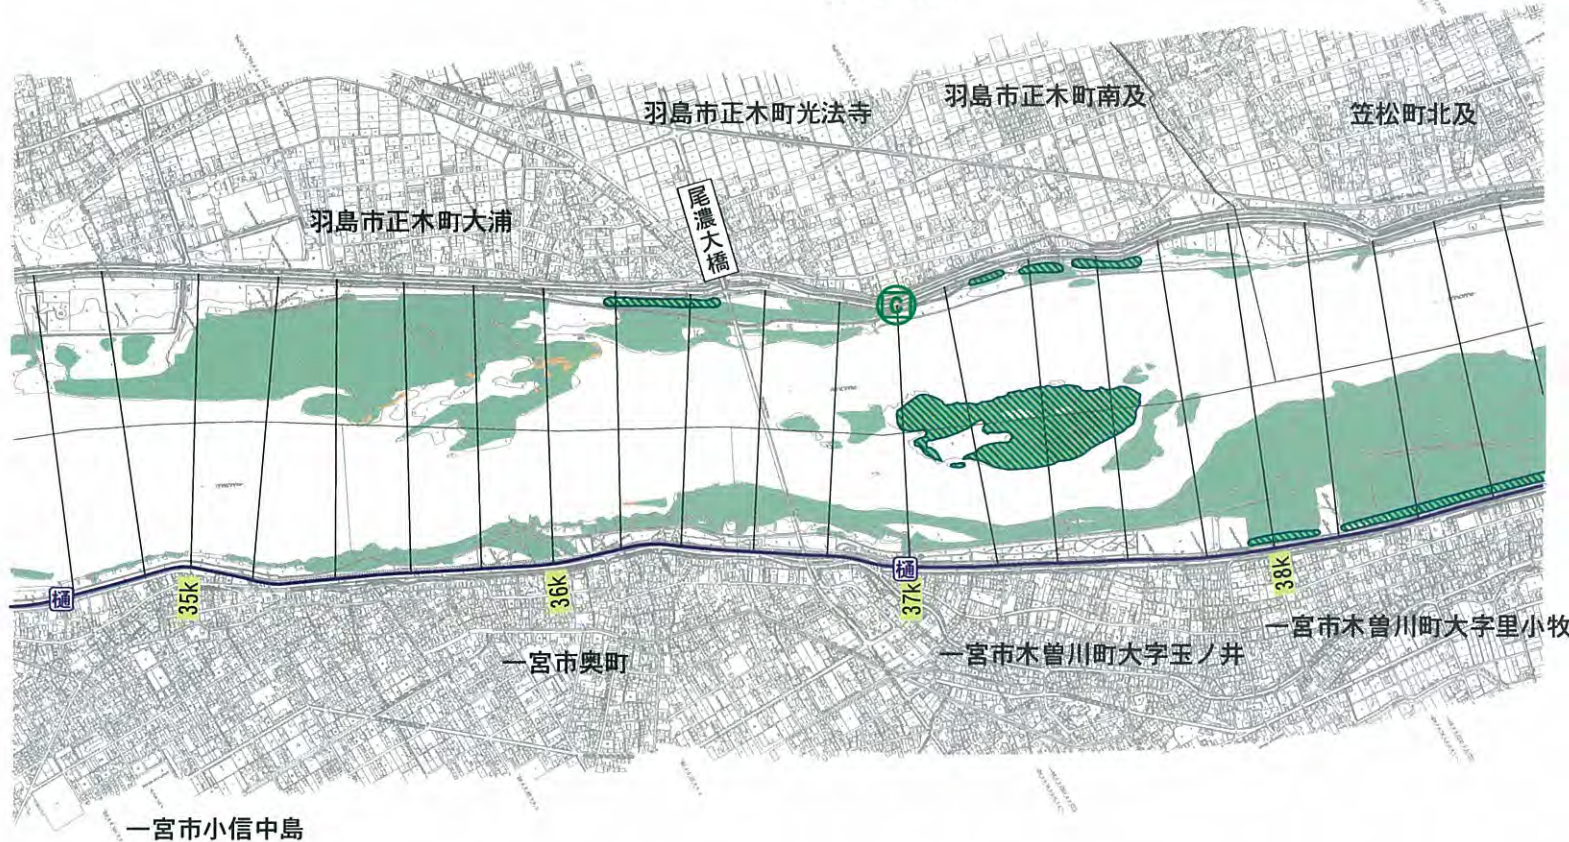 羽島市正木町光法寺
羽島市正木町南及
笠松町北及
羽島市正木町大浦
尾濃大橋
C
樋
35k
36k
樋
37k
38k
一宮市奥町
一宮市木曽川町大字玉ノ井
一宮市木曽川町大字里小牧
一宮市小信中島